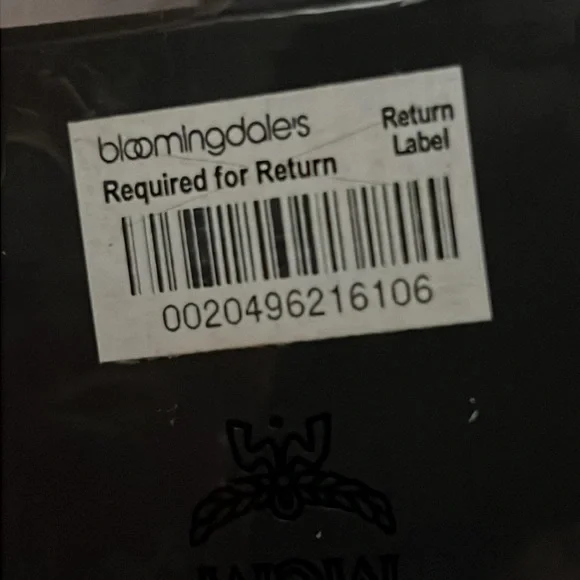 bloomingdale's
Return
Label
Required for Return
0020496216106